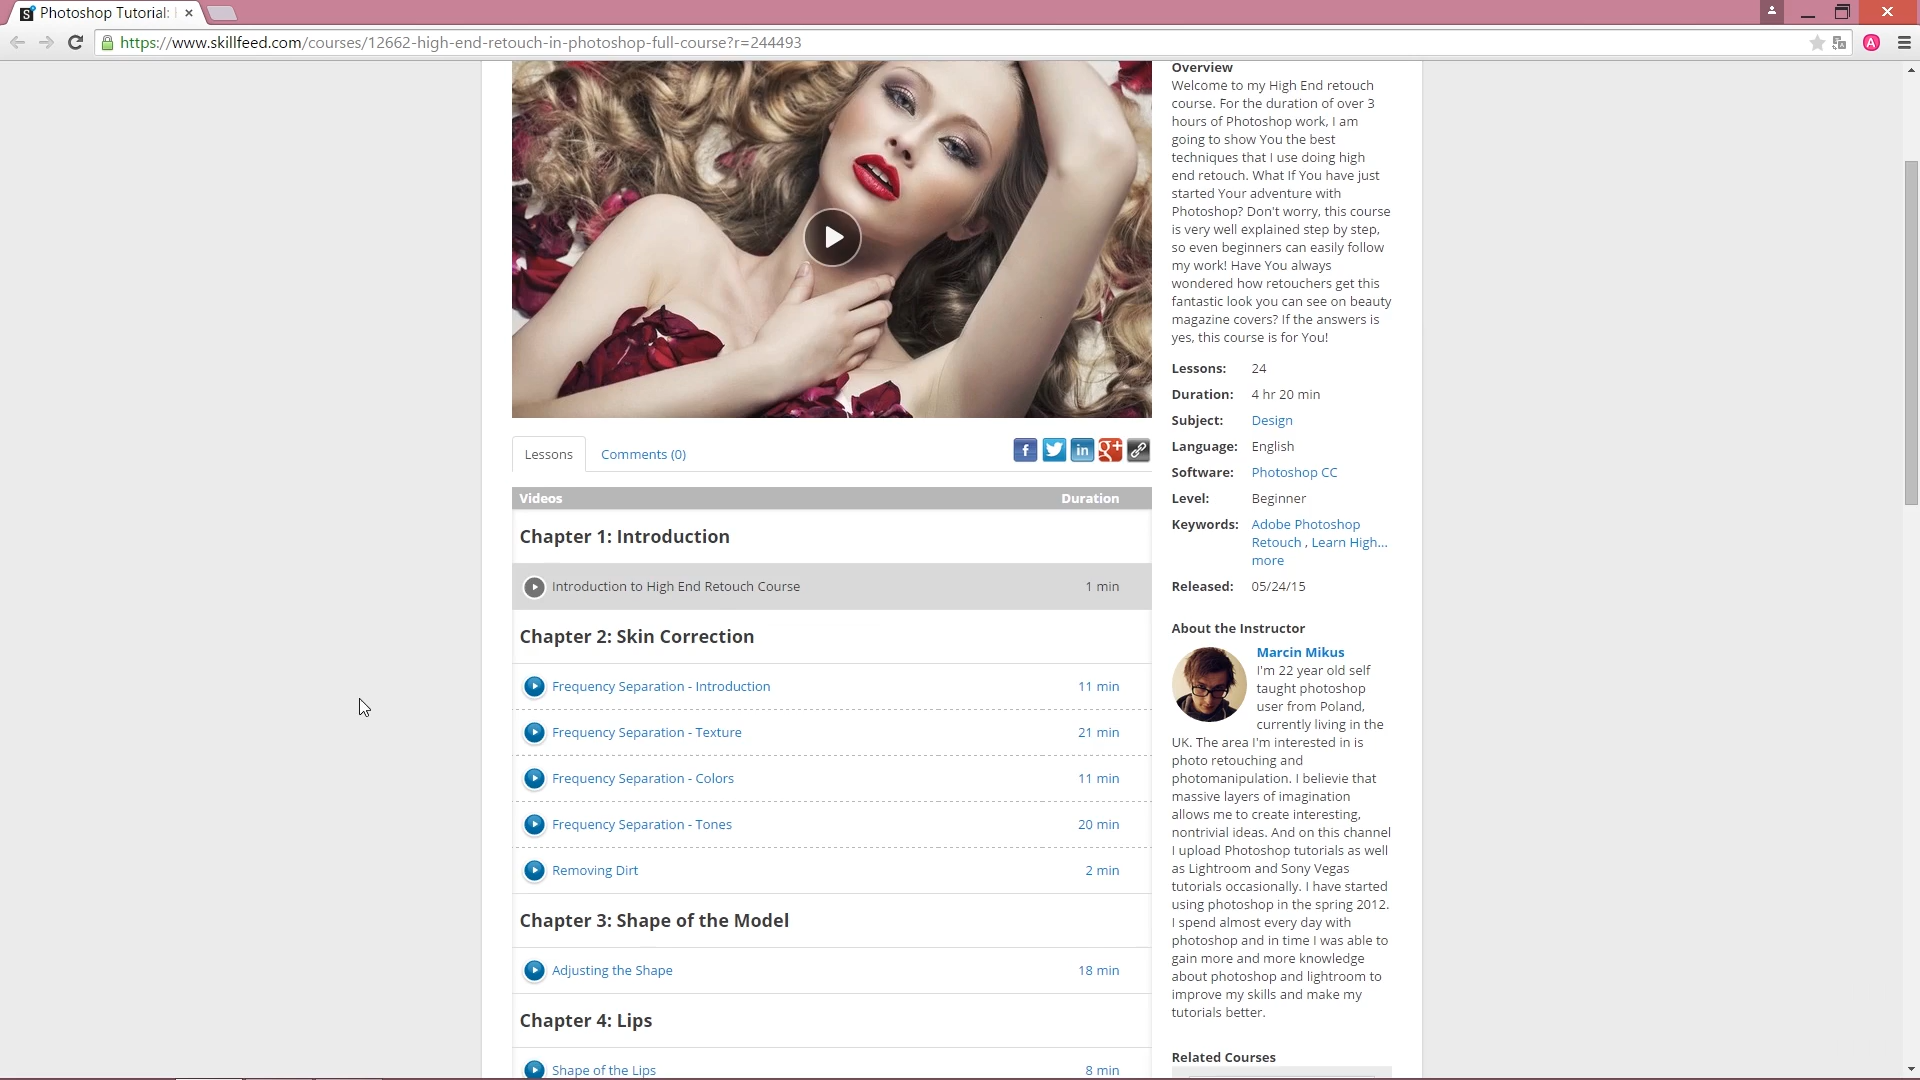 Photoshop Tutorial:
https://www.skillfeed.com/courses/12662-high-end-retouch-in-photoshop-full-course?r=244493
Lessons
Comments (0)
Videos Duration
Chapter 1: Introduction
Introduction to High End Retouch Course 1 min
Chapter 2: Skin Correction
Frequency Separation - Introduction 11 min
Frequency Separation - Texture 21 min
Frequency Separation - Colors 11 min
Frequency Separation - Tones 20 min
Removing Dirt 2 min
Chapter 3: Shape of the Model
Adjusting the Shape 18 min
Chapter 4: Lips
Shape of the Lips 8 min
Overview
Welcome to my High End retouch
course. For the duration of over 3
hours of Photoshop work, I am
going to show You the best
techniques that I use doing high
end retouch. What If You have just
started Your adventure with
Photoshop? Don't worry, this course
is very well explained step by step,
so even beginners can easily follow
my work! Have You always
wondered how retouchers get this
fantastic look you can see on beauty
magazine covers? If the answers is
yes, this course is for You!
Lessons: 24
Duration: 4 hr 20 min
Subject: Design
Language: English
Software: Photoshop CC
Level: Beginner
Keywords: Adobe Photoshop
Retouch , Learn High...
more
Released: 05/24/15
About the Instructor
Marcin Mikus
I'm 22 year old self
taught photoshop
user from Poland,
currently living in the
UK. The area I'm interested in is
photo retouching and
photomanipulation. I believie that
massive layers of imagination
allows me to create interesting,
nontrivial ideas. And on this channel
I upload Photoshop tutorials as well
as Lightroom and Sony Vegas
tutorials occasionally. I have started
using photoshop in the spring 2012.
I spend almost every day with
photoshop and in time I was able to
gain more and more knowledge
about photoshop and lightroom to
improve my skills and make my
tutorials better.
Related Courses